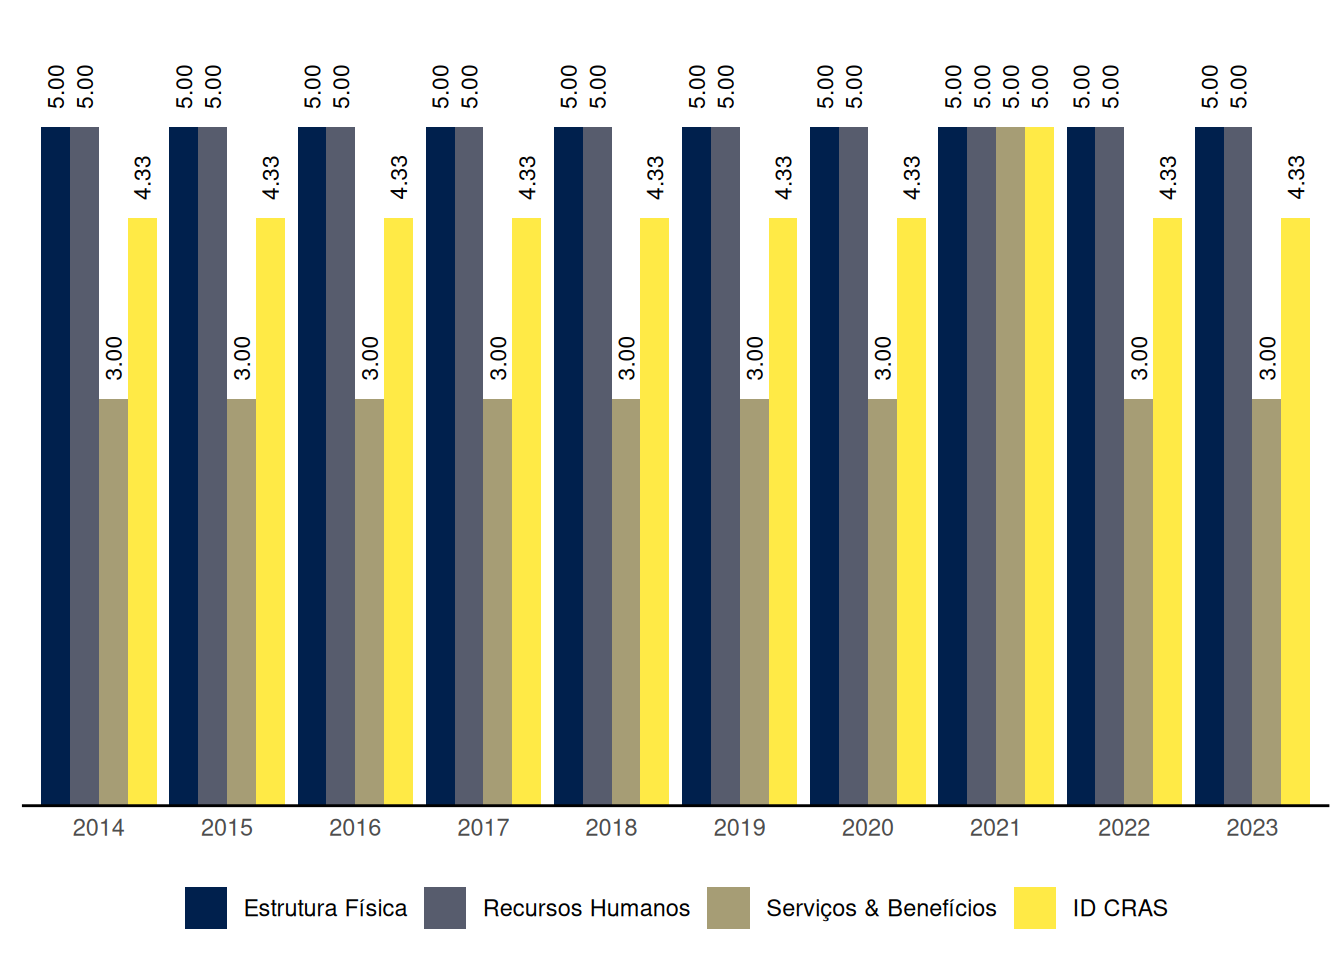 5.00 5.00 5.00 5.00 5.00 5.00 5.00 5.00 5.00 5.00 5.00 5.00 5.00 5.00 5.00 5.00 5.00 5.00 5.00 5.00 5.00 5.00
4.33 4.33 4.33 4.33 4.33 4.33 4.33 4.33 4.33
3.00 3.00 3.00 3.00 3.00 3.00 3.00 3.00 3.00
2014 2015 2016 2017 2018 2019 2020 2021 2022 2023
Estrutura Física Recursos Humanos Serviços & Benefícios ID CRAS